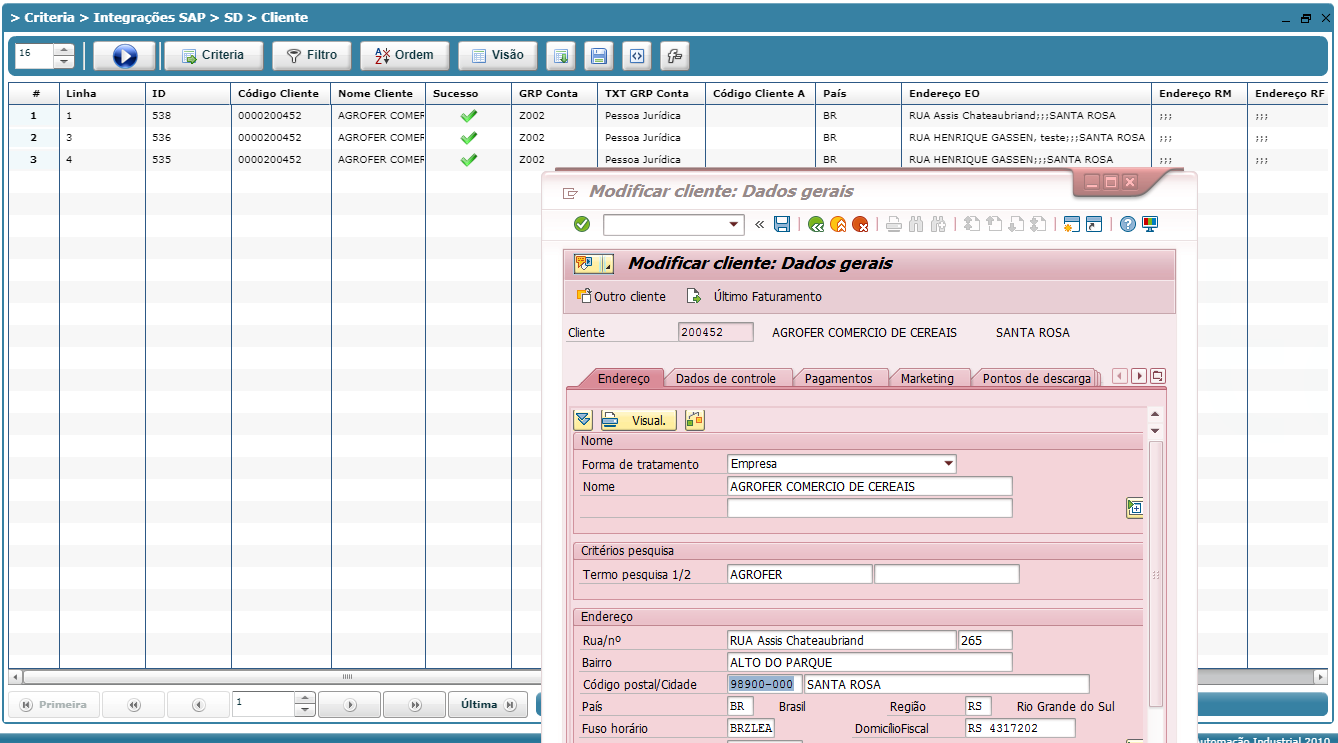 > Criteria > Integrações SAP > SD > Cliente
16 Criteria Filtro Ordem Visão
# Linha ID Código Cliente Nome Cliente Sucesso GRP Conta TXT GRP Conta Código Cliente A País Endereço EO Endereço RM Endereço RF
1 1 538 0000200452 AGROFER COMER Z002 Pessoa Jurídica BR RUA Assis Chateaubriand;;;SANTA ROSA ;;; ;;;
2 3 536 0000200452 AGROFER COMER Z002 Pessoa Jurídica BR RUA HENRIQUE GASSEN, teste;;;SANTA ROSA ;;; ;;;
3 4 535 0000200452 AGROFER COMER Z002 Pessoa Jurídica BR RUA HENRIQUE GASSEN;;;SANTA ROSA ;;; ;;;
Modificar cliente: Dados gerais
Modificar cliente: Dados gerais
Outro cliente Último Faturamento
Cliente 200452 AGROFER COMERCIO DE CEREAIS SANTA ROSA
Endereço Dados de controle Pagamentos Marketing Pontos de descarga
Visual.
Nome
Forma de tratamento Empresa
Nome AGROFER COMERCIO DE CEREAIS
Critérios pesquisa
Termo pesquisa 1/2 AGROFER
Endereço
Rua/nº RUA Assis Chateaubriand 265
Bairro ALTO DO PARQUE
Código postal/Cidade 98900-000 SANTA ROSA
País BR Brasil Região RS Rio Grande do Sul
Fuso horário BRZLEA DomicílioFiscal RS 4317202
Primeira 1 Última
utomação Industrial 2010